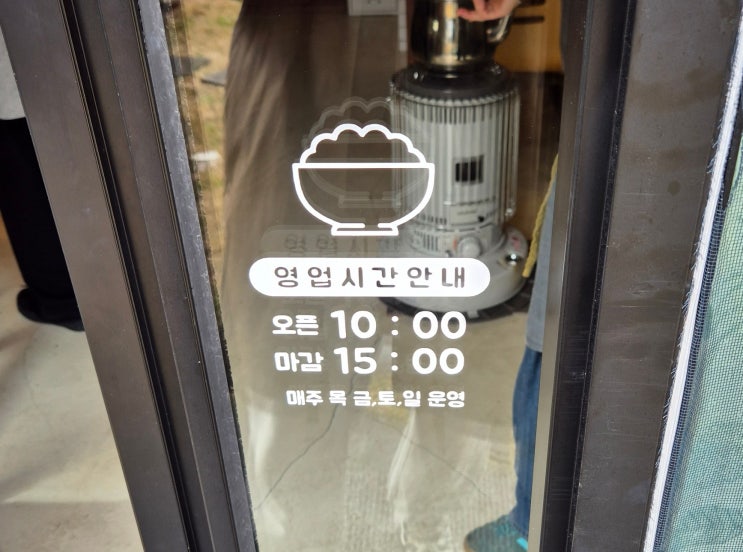 영업시간안내
오픈 10 : 00
마감 15 : 00
매주 목 금,토,일 운영